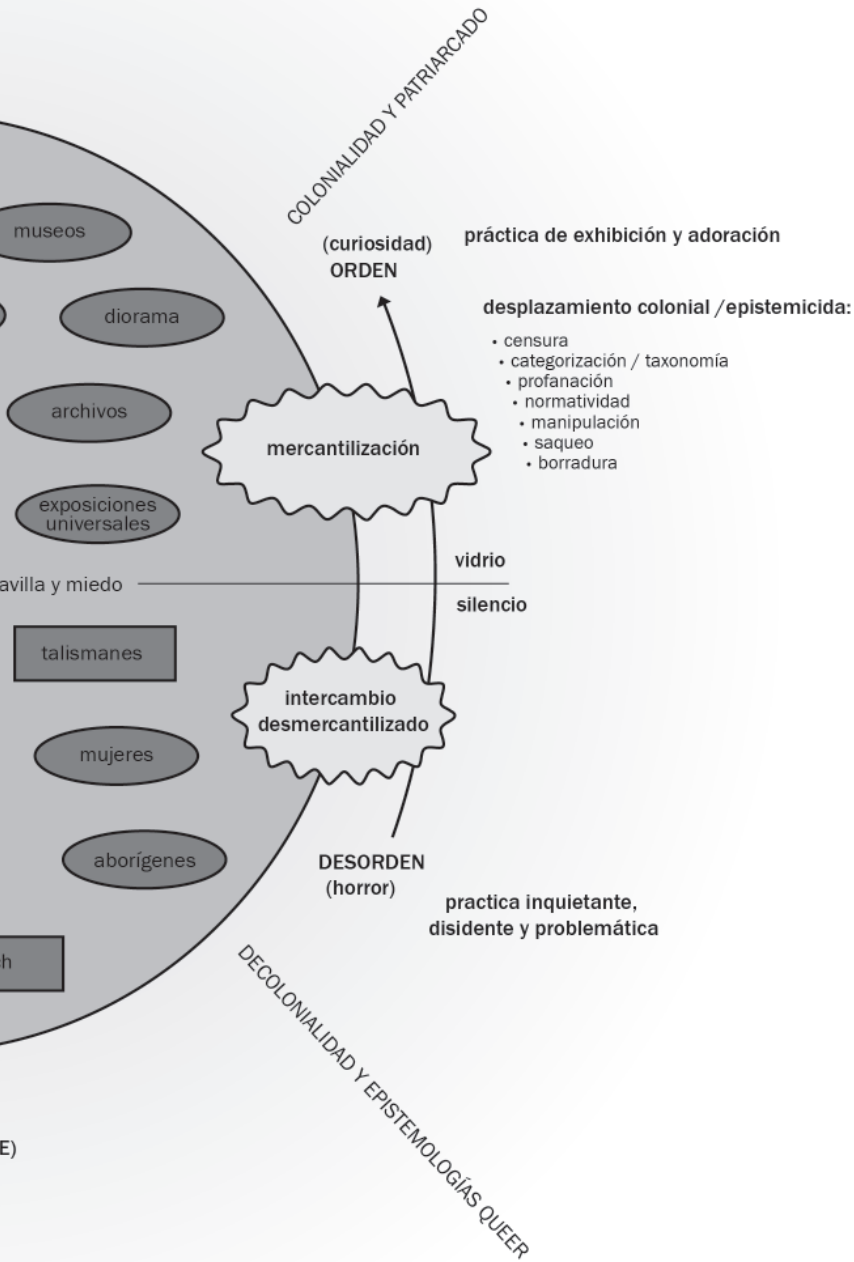 COLONIALIDAD Y PATRIARCADO
museos
(curiosidad)
ORDEN
práctica de exhibición y adoración
diorama
desplazamiento colonial /epistemicida:
• censura
• categorización / taxonomía
• profanación
• normatividad
• manipulación
• saqueo
• borradura
archivos
mercantilización
exposiciones
universales
avilla y miedo
vidrio
silencio
talismanes
intercambio
desmercantilizado
mujeres
aborígenes
DESORDEN
(horror)
practica inquietante,
disidente y problemática
ch
DECOLONIALIDAD Y EPISTEMOLOGÍAS QUEER
E)